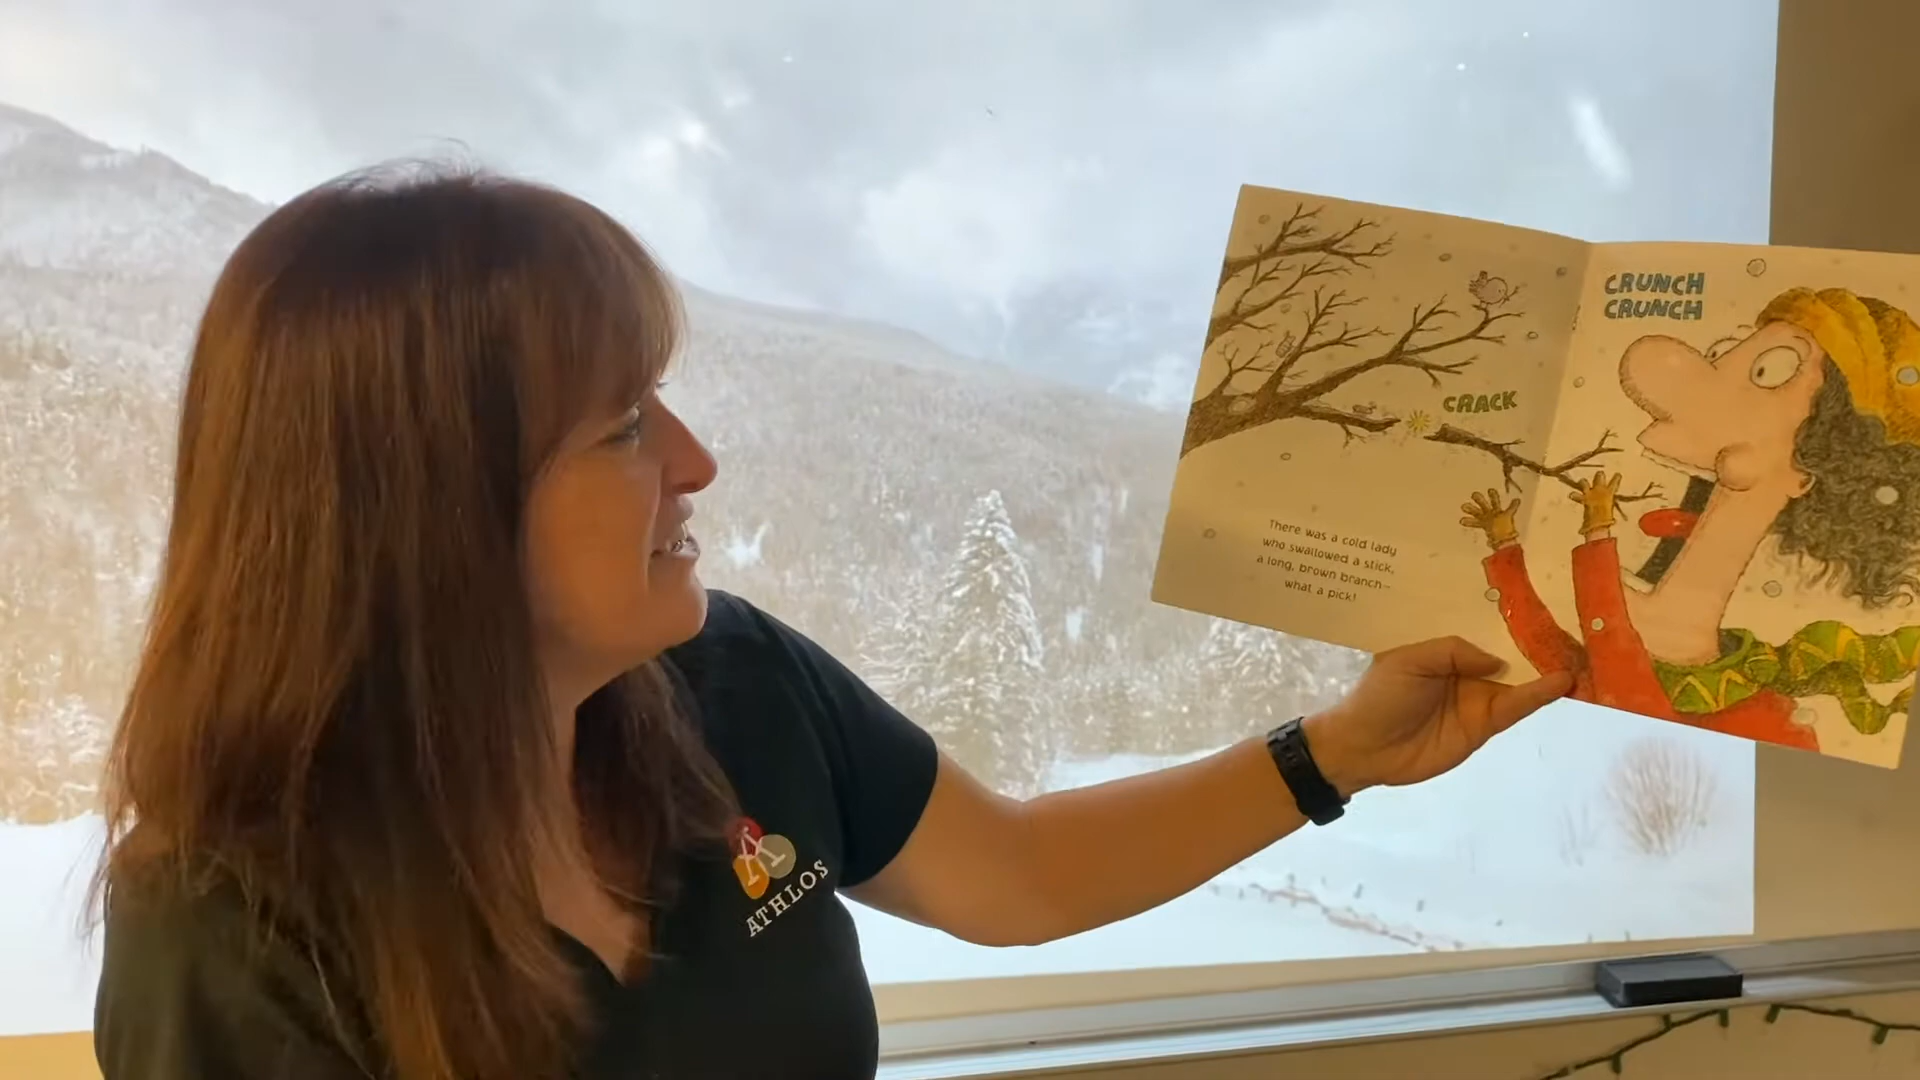 CRUNCH
CRUNCH
CRACK
There was a cold lady
who swallowed a stick,
a long, brown branch—
what a pick!
A
ATHLOS